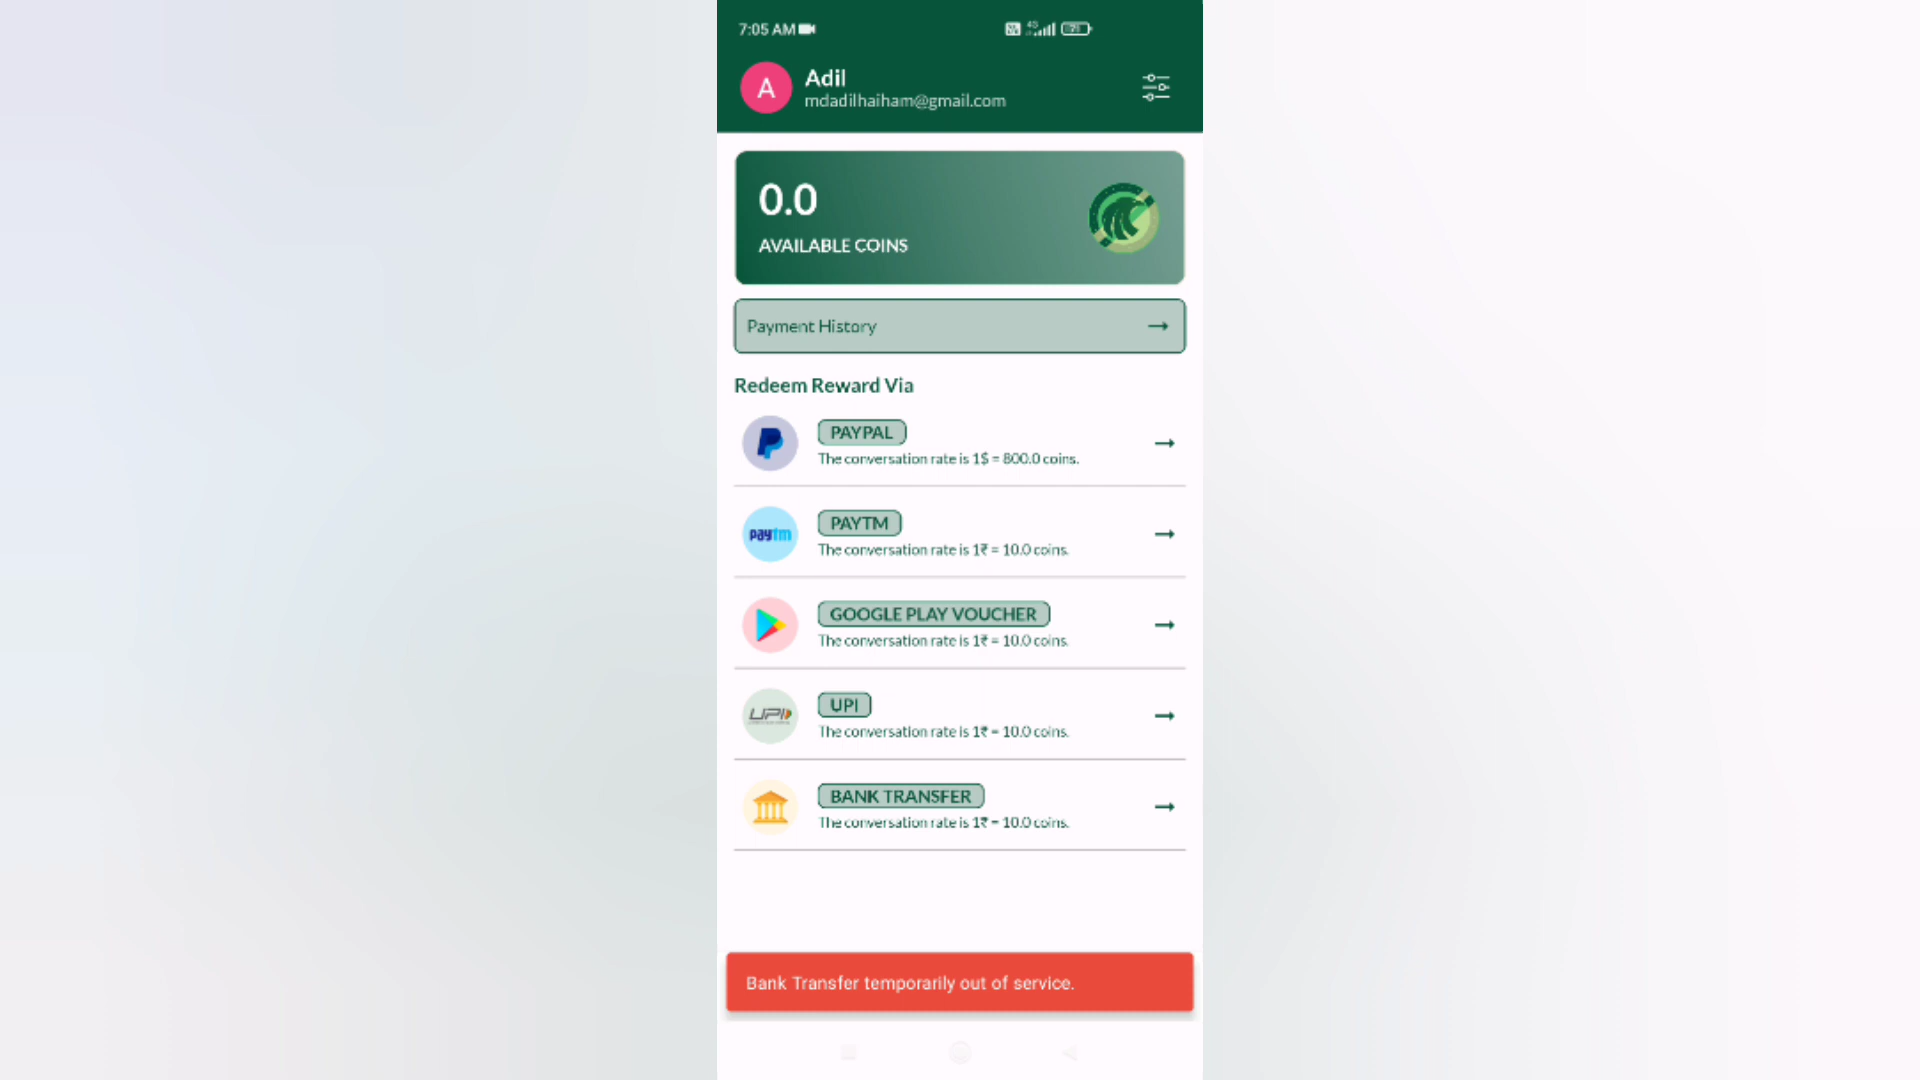 7:05 AM
4G
A
Adil
mdadilhaiham@gmail.com
0.0
AVAILABLE COINS
Payment History
Redeem Reward Via
PAYPAL
The conversation rate is 1$ = 800.0 coins.
paytm
PAYTM
The conversation rate is 1₹ = 10.0 coins.
GOOGLE PLAY VOUCHER
The conversation rate is 1₹ = 10.0 coins.
UPI
UPI
The conversation rate is 1₹ = 10.0 coins.
BANK TRANSFER
The conversation rate is 1₹ = 10.0 coins.
Bank Transfer temporarily out of service.